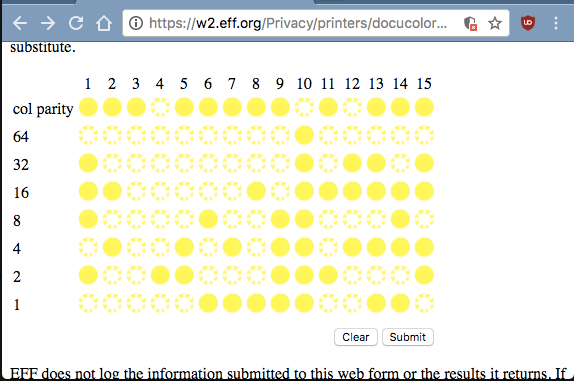 https://w2.eff.org/Privacy/printers/docucolor...
substitute.
1 2 3 4 5 6 7 8 9 10 11 12 13 14 15
col parity
64
32
16
8
4
2
1
Clear Submit
EFF does not log the information submitted to this web form or the results it returns. If